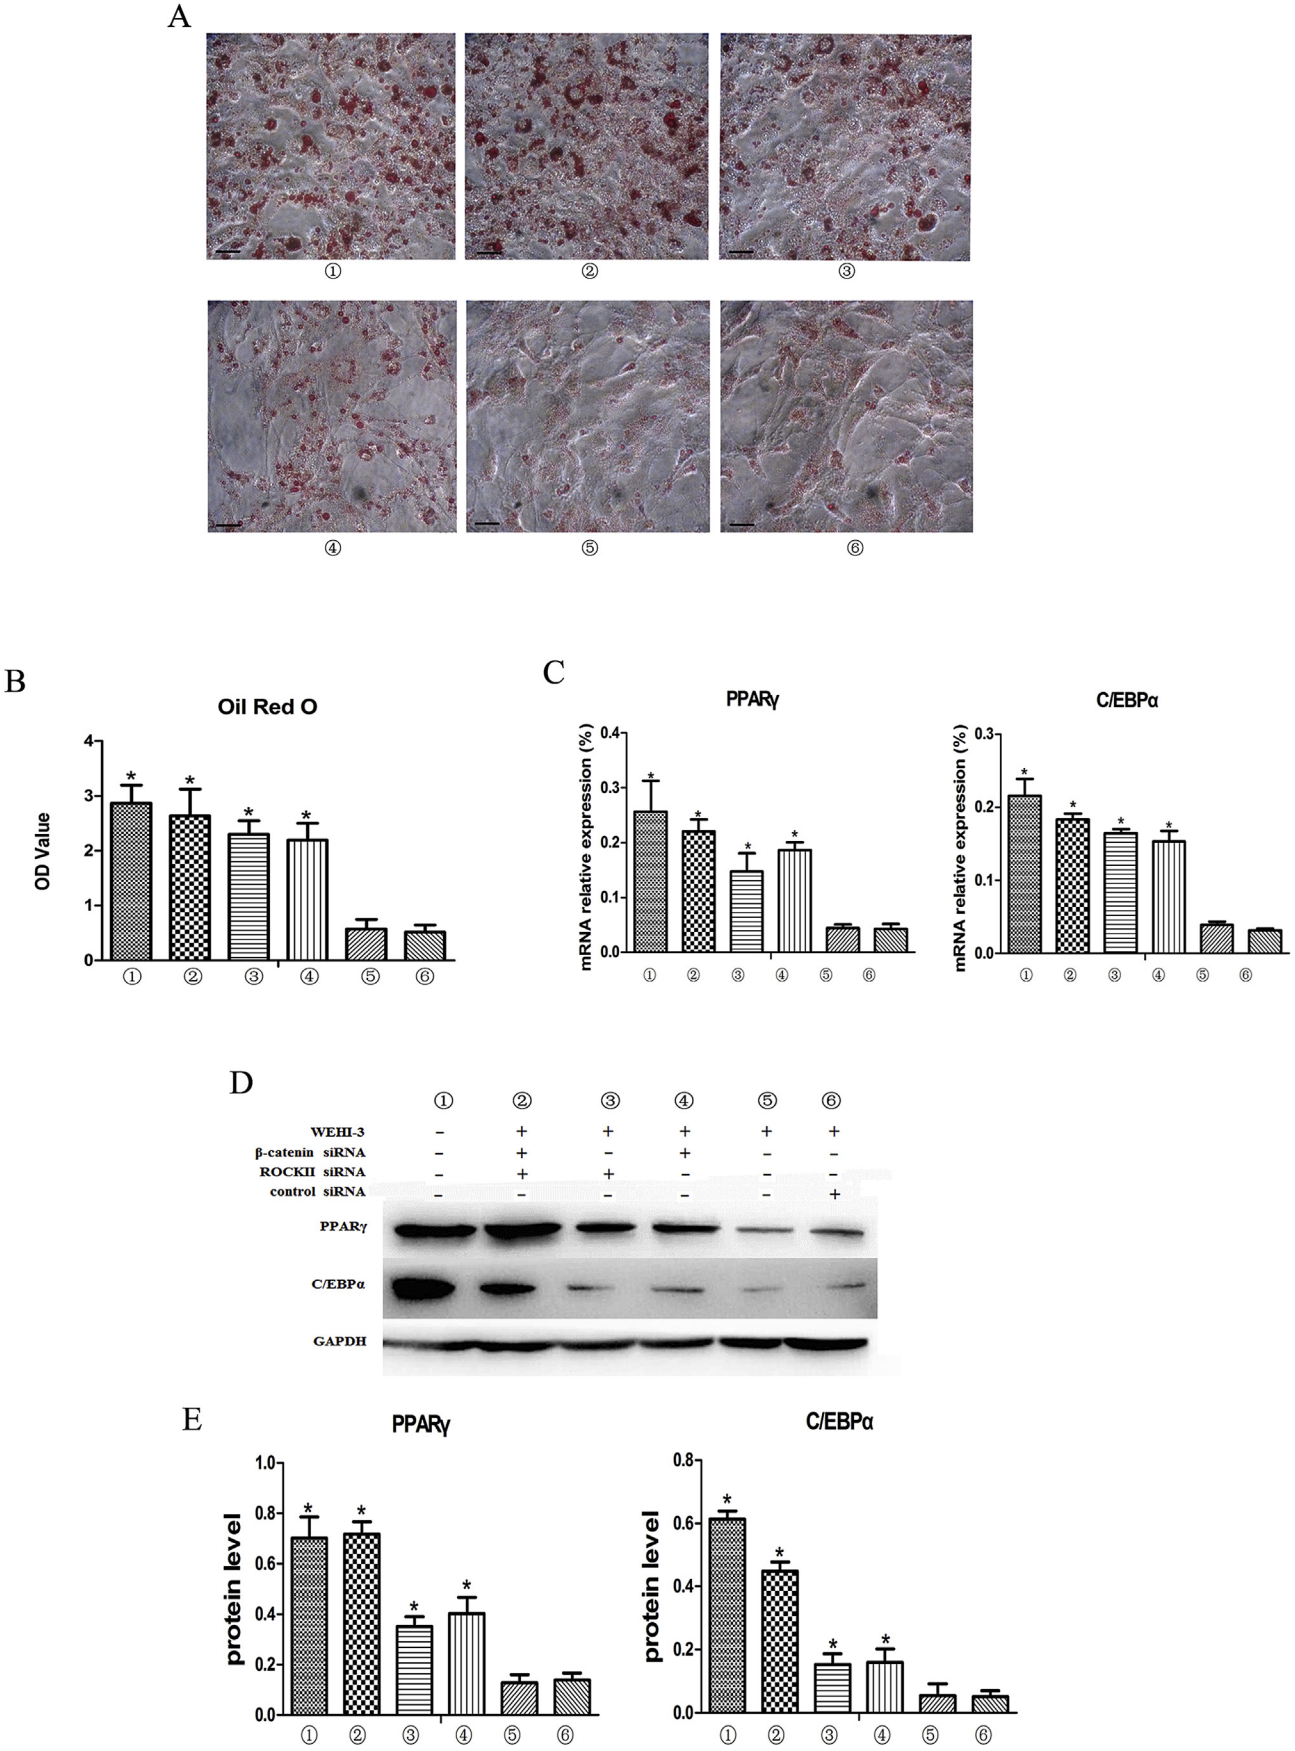 A
①
②
③
④
⑤
⑥
B
Oil Red O
OD Value
4
3
2
1
0
* * * *
① ② ③ ④ ⑤ ⑥
C
PPARγ
mRNA relative expression (%)
0.4
0.3
0.2
0.1
0.0
* * * *
① ② ③ ④ ⑤ ⑥
C/EBPα
mRNA relative expression (%)
0.3
0.2
0.1
0.0
* * * *
① ② ③ ④ ⑤ ⑥
D
① ② ③ ④ ⑤ ⑥
WEHI-3 – + + + + +
β-catenin siRNA – + – + – –
ROCKII siRNA – + + – – –
control siRNA – – – – – +
PPARγ
C/EBPα
GAPDH
E
PPARγ
protein level
1.0
0.8
0.6
0.4
0.2
0.0
* * * *
① ② ③ ④ ⑤ ⑥
C/EBPα
protein level
0.8
0.6
0.4
0.2
0.0
* * * *
① ② ③ ④ ⑤ ⑥